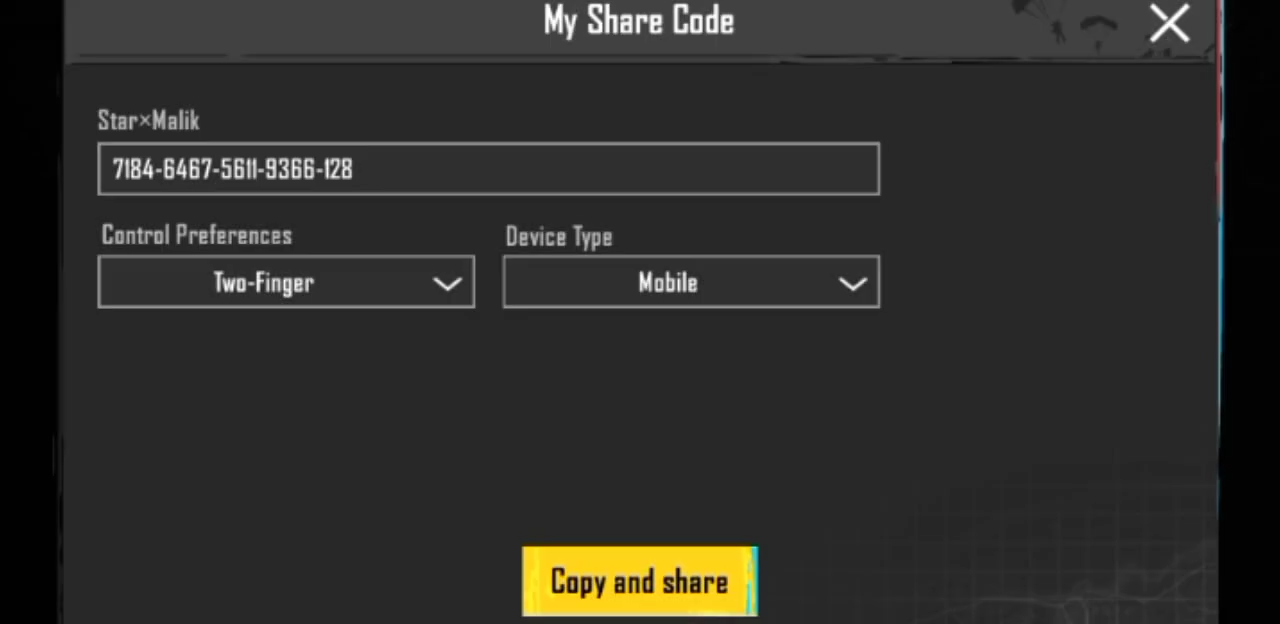 My Share Code
Star×Malik
7184-6467-5611-9366-128
Control Preferences
Device Type
Two-Finger
Mobile
Copy and share